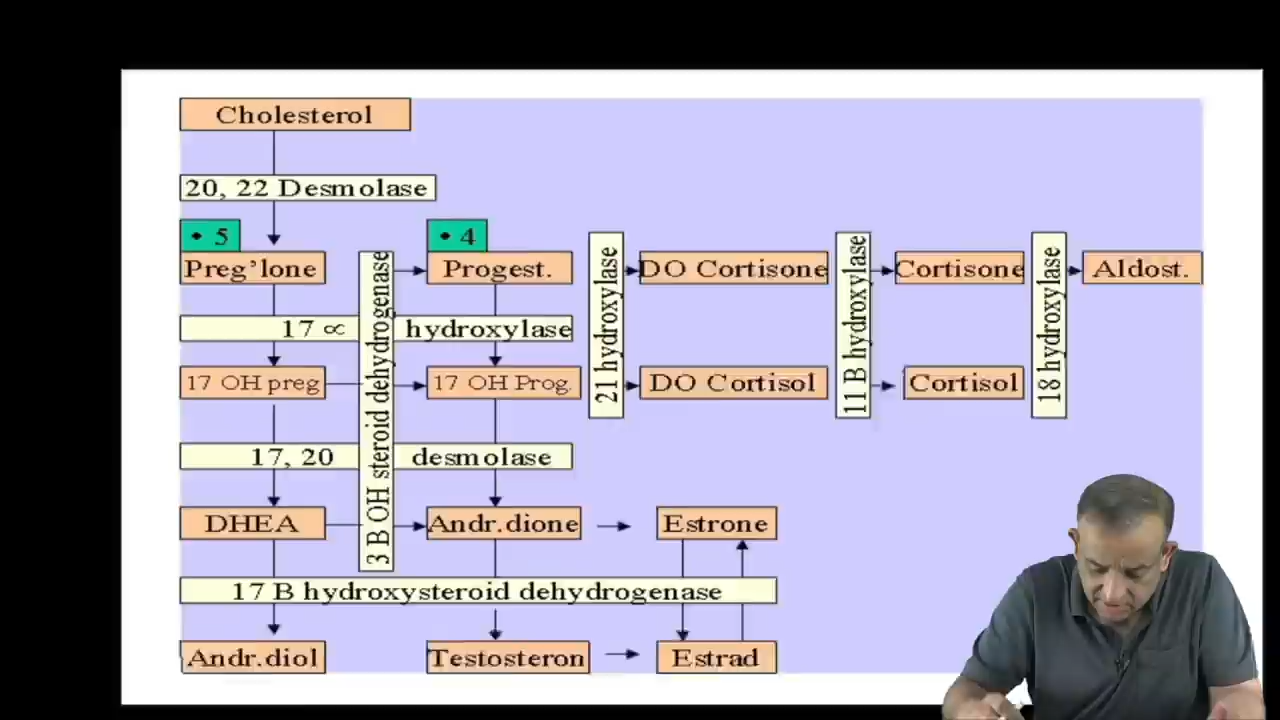 Cholesterol
20, 22 Desmolase
• 5
• 4
Preg'lone
Progest.
DO Cortisone
Cortisone
Aldost.
3 B OH steroid dehydrogenase
21 hydroxylase
11 B hydroxylase
18 hydroxylase
17 ∝ hydroxylase
17 OH preg
17 OH Prog.
DO Cortisol
Cortisol
17, 20 desmolase
DHEA
Andr.dione
Estrone
17 B hydroxysteroid dehydrogenase
Andr.diol
Testosteron
Estrad